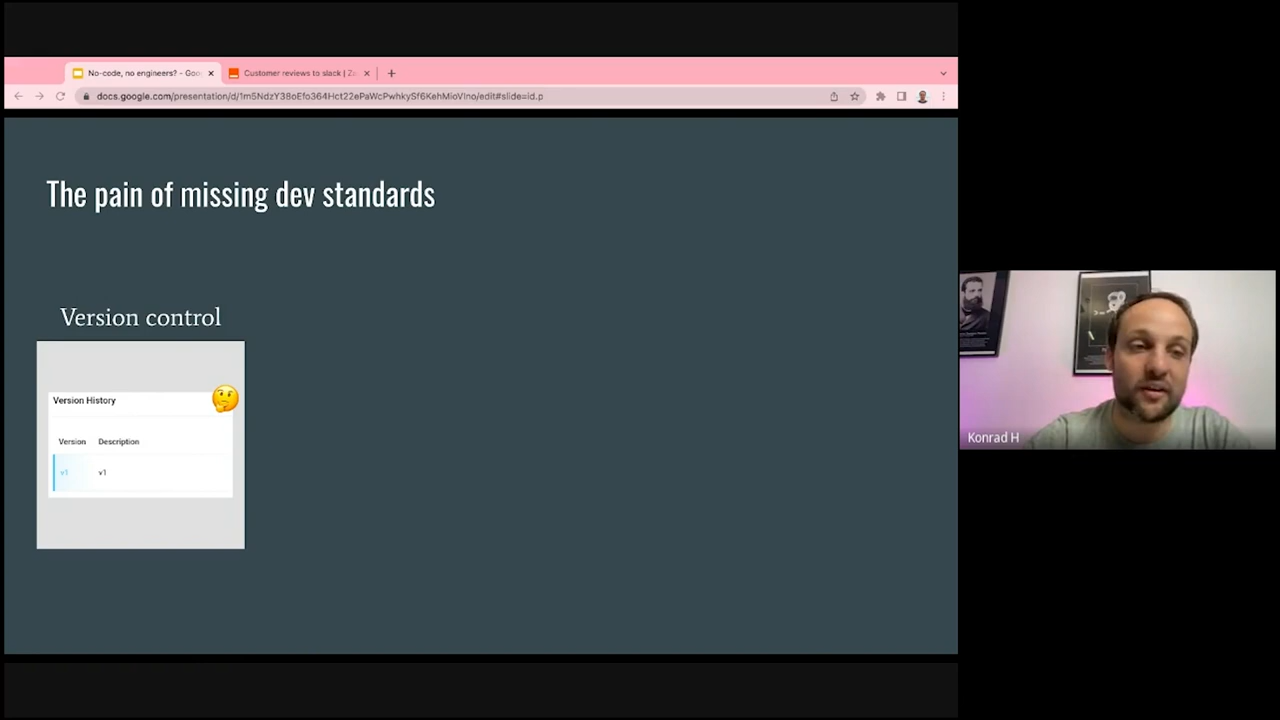 No-code, no engineers? - Goo
Customer reviews to slack | Za
docs.google.com/presentation/d/1m5NdzY38oEfo364Hct22ePaWcPwhkySf6KehMioVIno/edit#slide=id.p
The pain of missing dev standards
Version control
Version History
Version Description
v1 v1
Konrad H